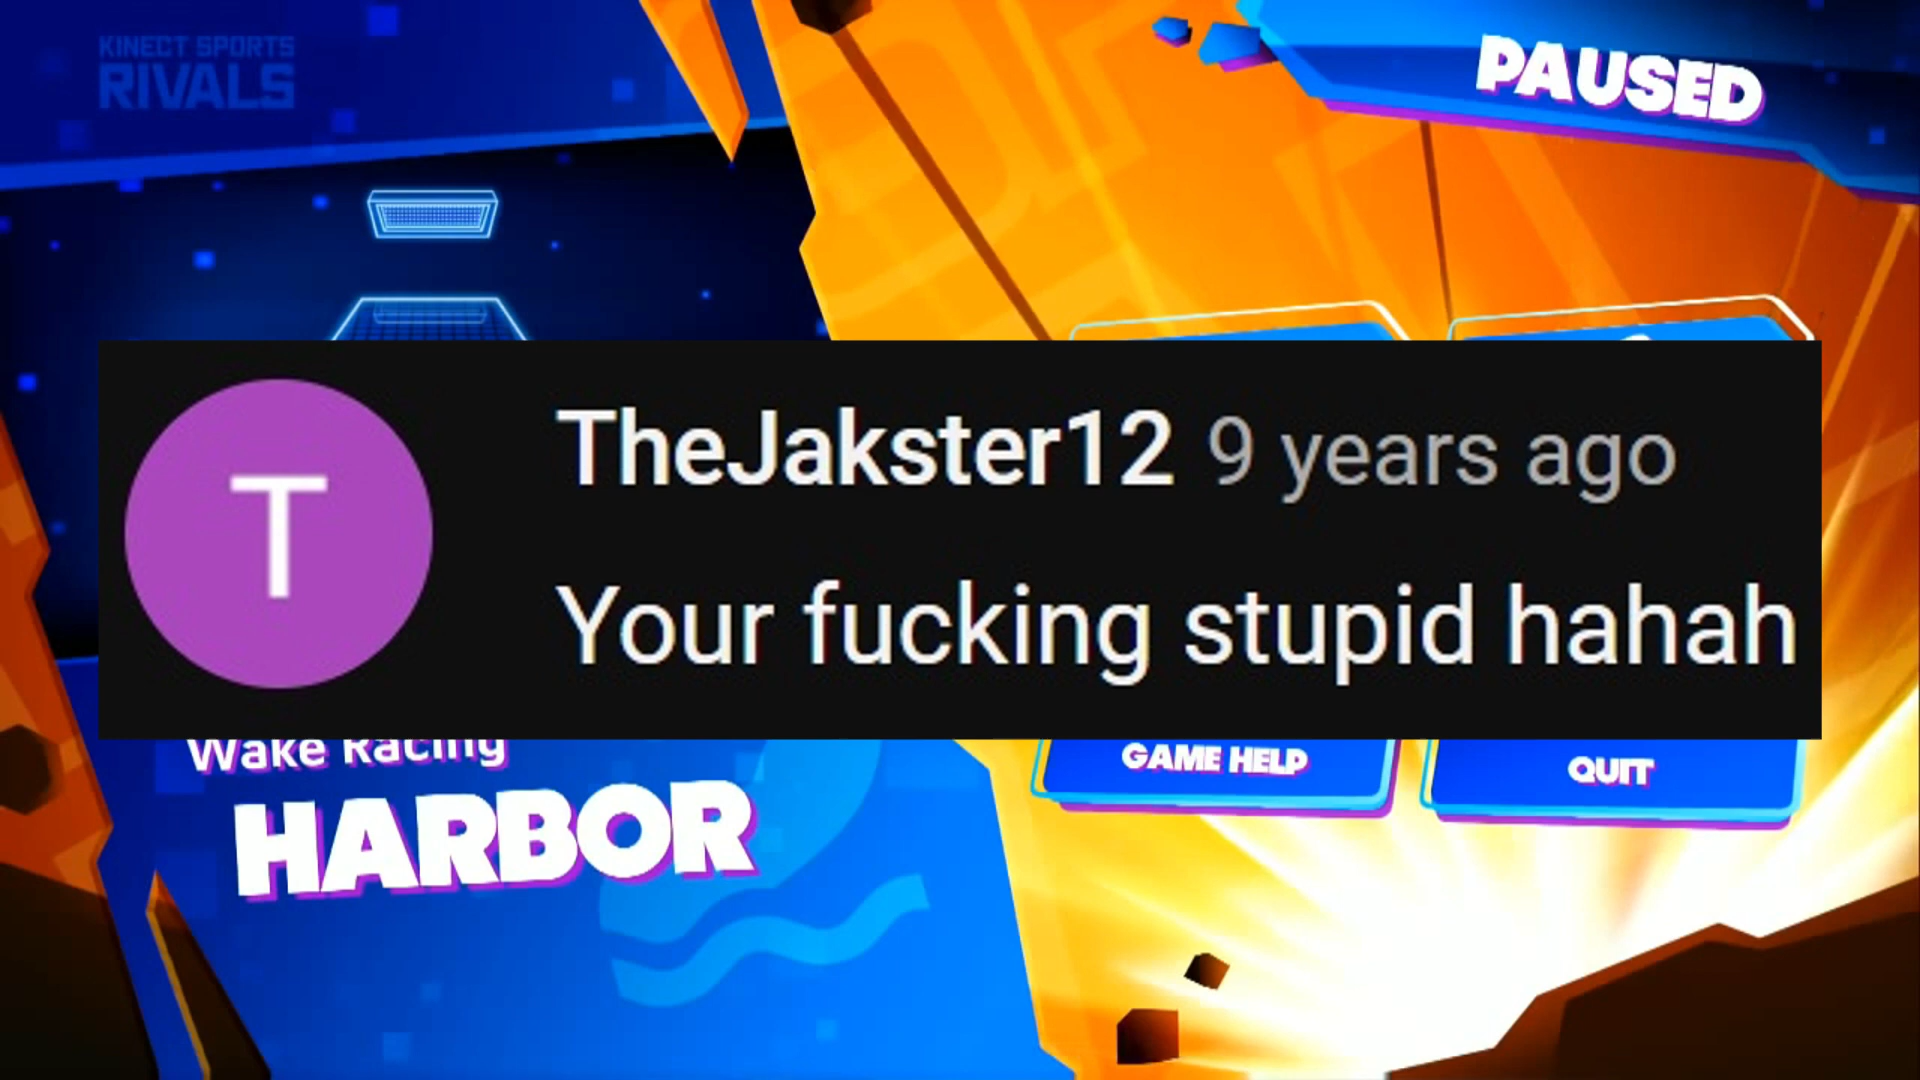 KINECT SPORTS
RIVALS
PAUSED
T
TheJakster12 9 years ago
Your fucking stupid hahah
Wake Racing
HARBOR
GAME HELP
QUIT